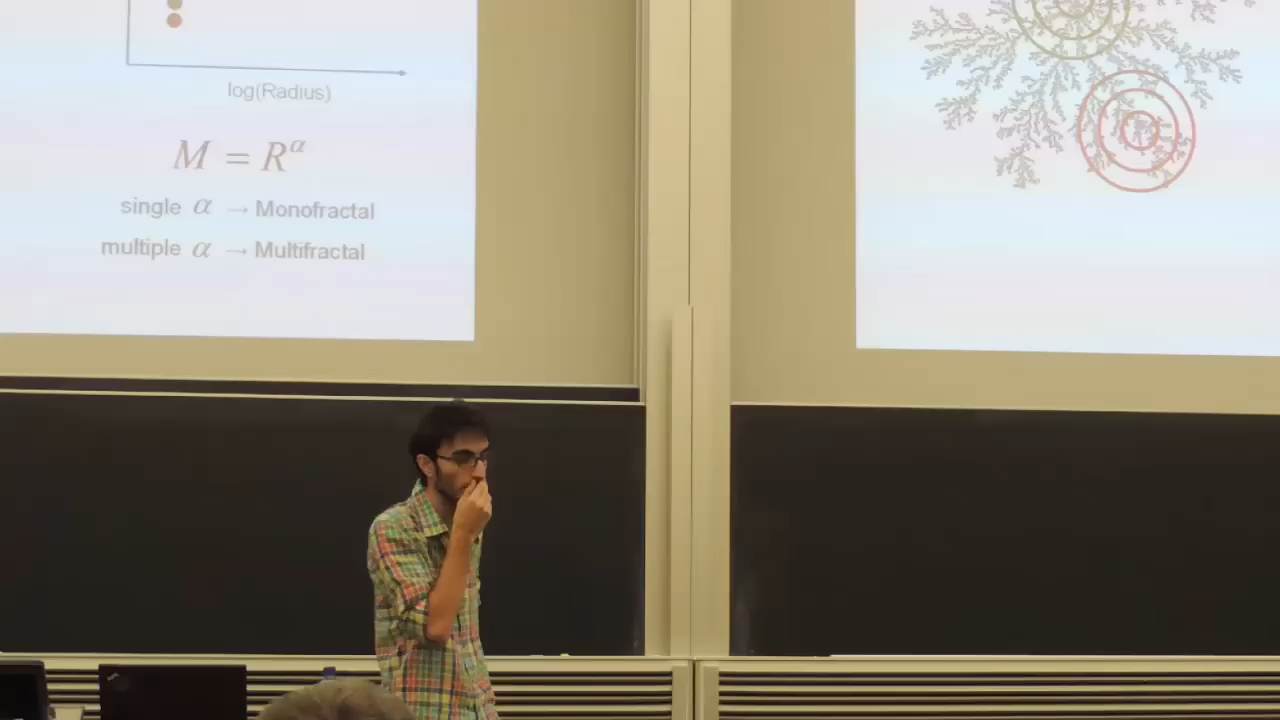 log(Radius)
M = R^α
single α → Monofractal
multiple α → Multifractal